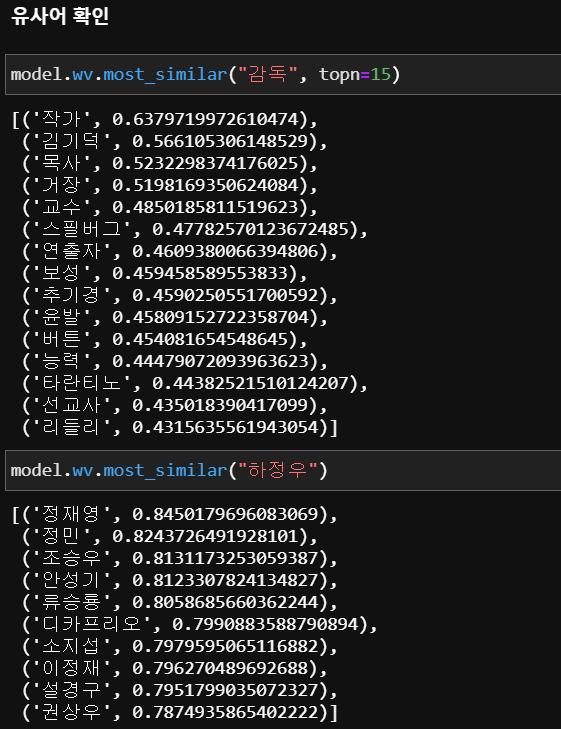 유사어 확인
model.wv.most_similar("감독", topn=15)
[('작가', 0.6379719972610474),
('김기덕', 0.566105306148529),
('목사', 0.5232298374176025),
('거장', 0.5198169350624084),
('교수', 0.4850185811519623),
('스필버그', 0.47782570123672485),
('연출자', 0.4609380066394806),
('보성', 0.459458589553833),
('추기경', 0.4590250551700592),
('윤발', 0.45809152722358704),
('버튼', 0.454081654548645),
('능력', 0.44479072093963623),
('타란티노', 0.44382521510124207),
('선교사', 0.435018390417099),
('리들리', 0.4315635561943054)]
model.wv.most_similar("하정우")
[('정재영', 0.8450179696083069),
('정민', 0.8243726491928101),
('조승우', 0.8131173253059387),
('안성기', 0.8123307824134827),
('류승룡', 0.8058685660362244),
('디카프리오', 0.7990883588790894),
('소지섭', 0.7979595065116882),
('이정재', 0.796270489692688),
('설경구', 0.7951799035072327),
('권상우', 0.7874935865402222)]